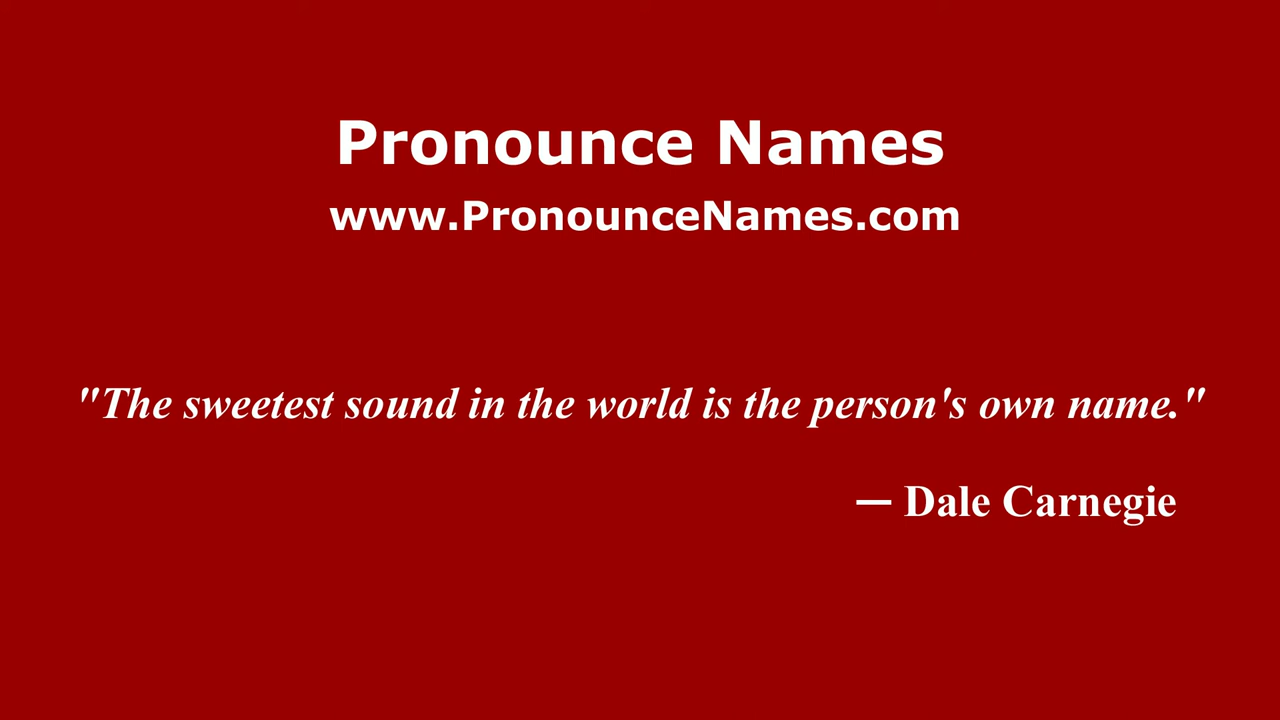 Pronounce Names
www.PronounceNames.com
"The sweetest sound in the world is the person's own name."
— Dale Carnegie